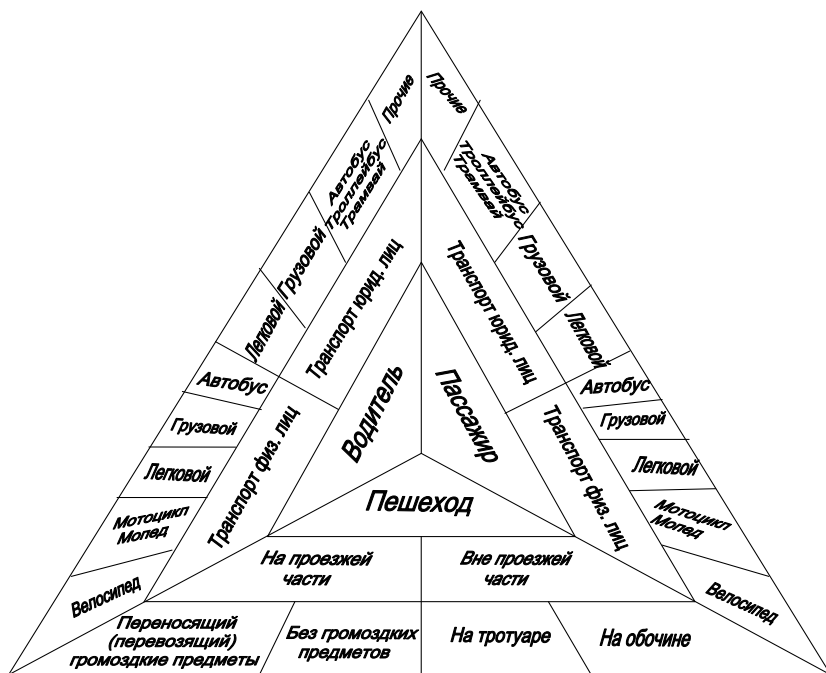 Прочие
Прочие
Автобус
Троллейбус
Трамвай
Автобус
Троллейбус
Трамвай
Грузовой
Грузовой
Легковой
Легковой
Транспорт юрид. лиц
Транспорт юрид. лиц
Автобус
Автобус
Водитель
Пассажир
Грузовой
Грузовой
Транспорт физ. лиц
Транспорт физ. лиц
Легковой
Легковой
Мотоцикл
Мопед
Мотоцикл
Мопед
Пешеход
Велосипед
Велосипед
На проезжей
части
Вне проезжей
части
Переносящий
(перевозящий)
громоздкие предметы
Без громоздких
предметов
На тротуаре
На обочине